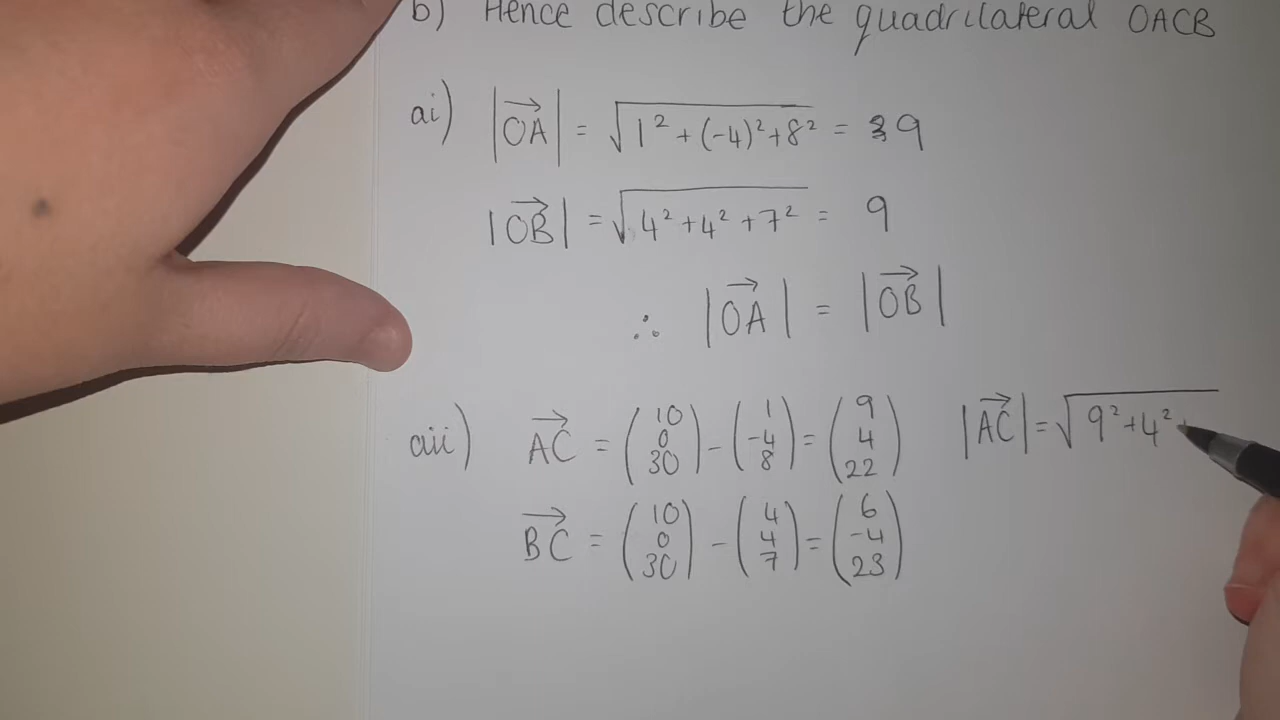 b) Hence describe the quadrilateral OACB
ai) |OA→| = √(1² + (-4)² + 8²) = 9
|OB→| = √(4² + 4² + 7²) = 9
∴ |OA→| = |OB→|
aii) AC→ = (10 0 30) - (1 -4 8) = (9 4 22) |AC→| = √(9² + 4² +
BC→ = (10 0 30) - (4 4 7) = (6 -4 23)